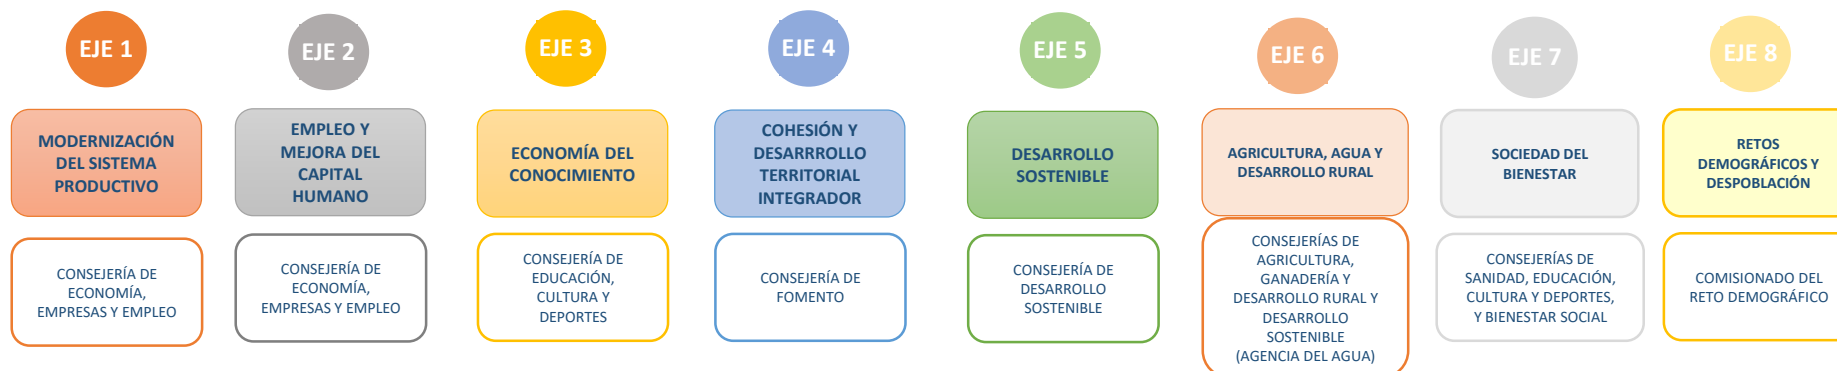 EJE 1
MODERNIZACIÓN
DEL SISTEMA
PRODUCTIVO
CONSEJERÍA DE
ECONOMÍA,
EMPRESAS Y EMPLEO
EJE 2
EMPLEO Y
MEJORA DEL
CAPITAL
HUMANO
CONSEJERÍA DE
ECONOMÍA,
EMPRESAS Y EMPLEO
EJE 3
ECONOMÍA DEL
CONOCIMIENTO
CONSEJERÍA DE
EDUCACIÓN,
CULTURA Y
DEPORTES
EJE 4
COHESIÓN Y
DESARRROLLO
TERRITORIAL
INTEGRADOR
CONSEJERÍA DE
FOMENTO
EJE 5
DESARROLLO
SOSTENIBLE
CONSEJERÍA DE
DESARROLLO
SOSTENIBLE
EJE 6
AGRICULTURA, AGUA Y
DESARROLLO RURAL
CONSEJERÍAS DE
AGRICULTURA,
GANADERÍA Y
DESARROLLO RURAL Y
DESARROLLO
SOSTENIBLE
(AGENCIA DEL AGUA)
EJE 7
SOCIEDAD DEL
BIENESTAR
CONSEJERÍAS DE
SANIDAD, EDUCACIÓN,
CULTURA Y DEPORTES,
Y BIENESTAR SOCIAL
EJE 8
RETOS
DEMOGRÁFICOS Y
DESPOBLACIÓN
COMISIONADO DEL
RETO DEMOGRÁFICO